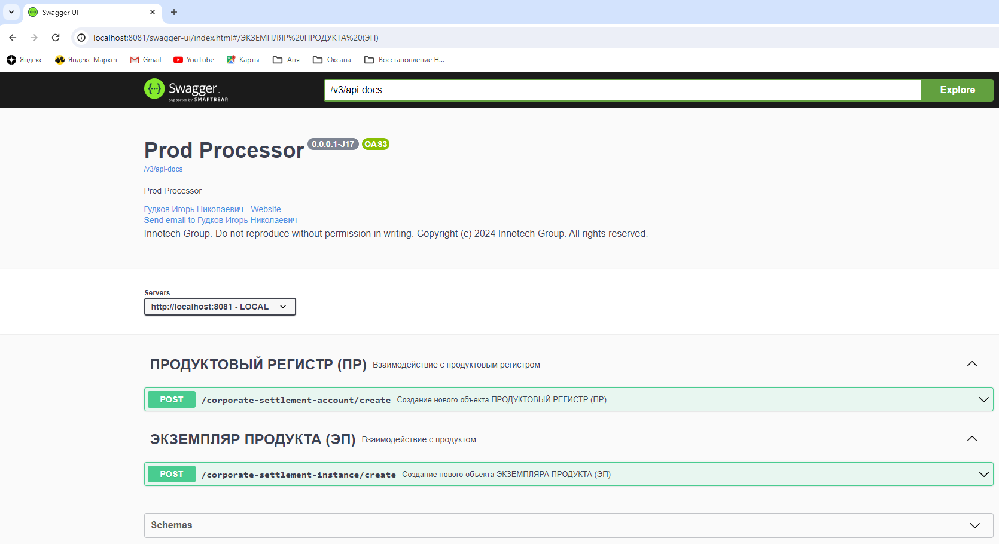 Swagger UI
localhost:8081/swagger-ui/index.html#/ЭКЗЕМПЛЯР%20ПРОДУКТА%20(ЭП)
Яндекс Яндекс Маркет Gmail YouTube Карты Аня Оксана Восстановление Н...
Swagger
Supported by SMARTBEAR
/v3/api-docs
Explore
Prod Processor 0.0.0.1-J17 OAS3
/v3/api-docs
Prod Processor
Гудков Игорь Николаевич - Website
Send email to Гудков Игорь Николаевич
Innotech Group. Do not reproduce without permission in writing. Copyright (c) 2024 Innotech Group. All rights reserved.
Servers
http://localhost:8081 - LOCAL
ПРОДУКТОВЫЙ РЕГИСТР (ПР) Взаимодействие с продуктовым регистром
POST /corporate-settlement-account/create Создание нового объекта ПРОДУКТОВЫЙ РЕГИСТР (ПР)
ЭКЗЕМПЛЯР ПРОДУКТА (ЭП) Взаимодействие с продуктом
POST /corporate-settlement-instance/create Создание нового объекта ЭКЗЕМПЛЯРА ПРОДУКТА (ЭП)
Schemas